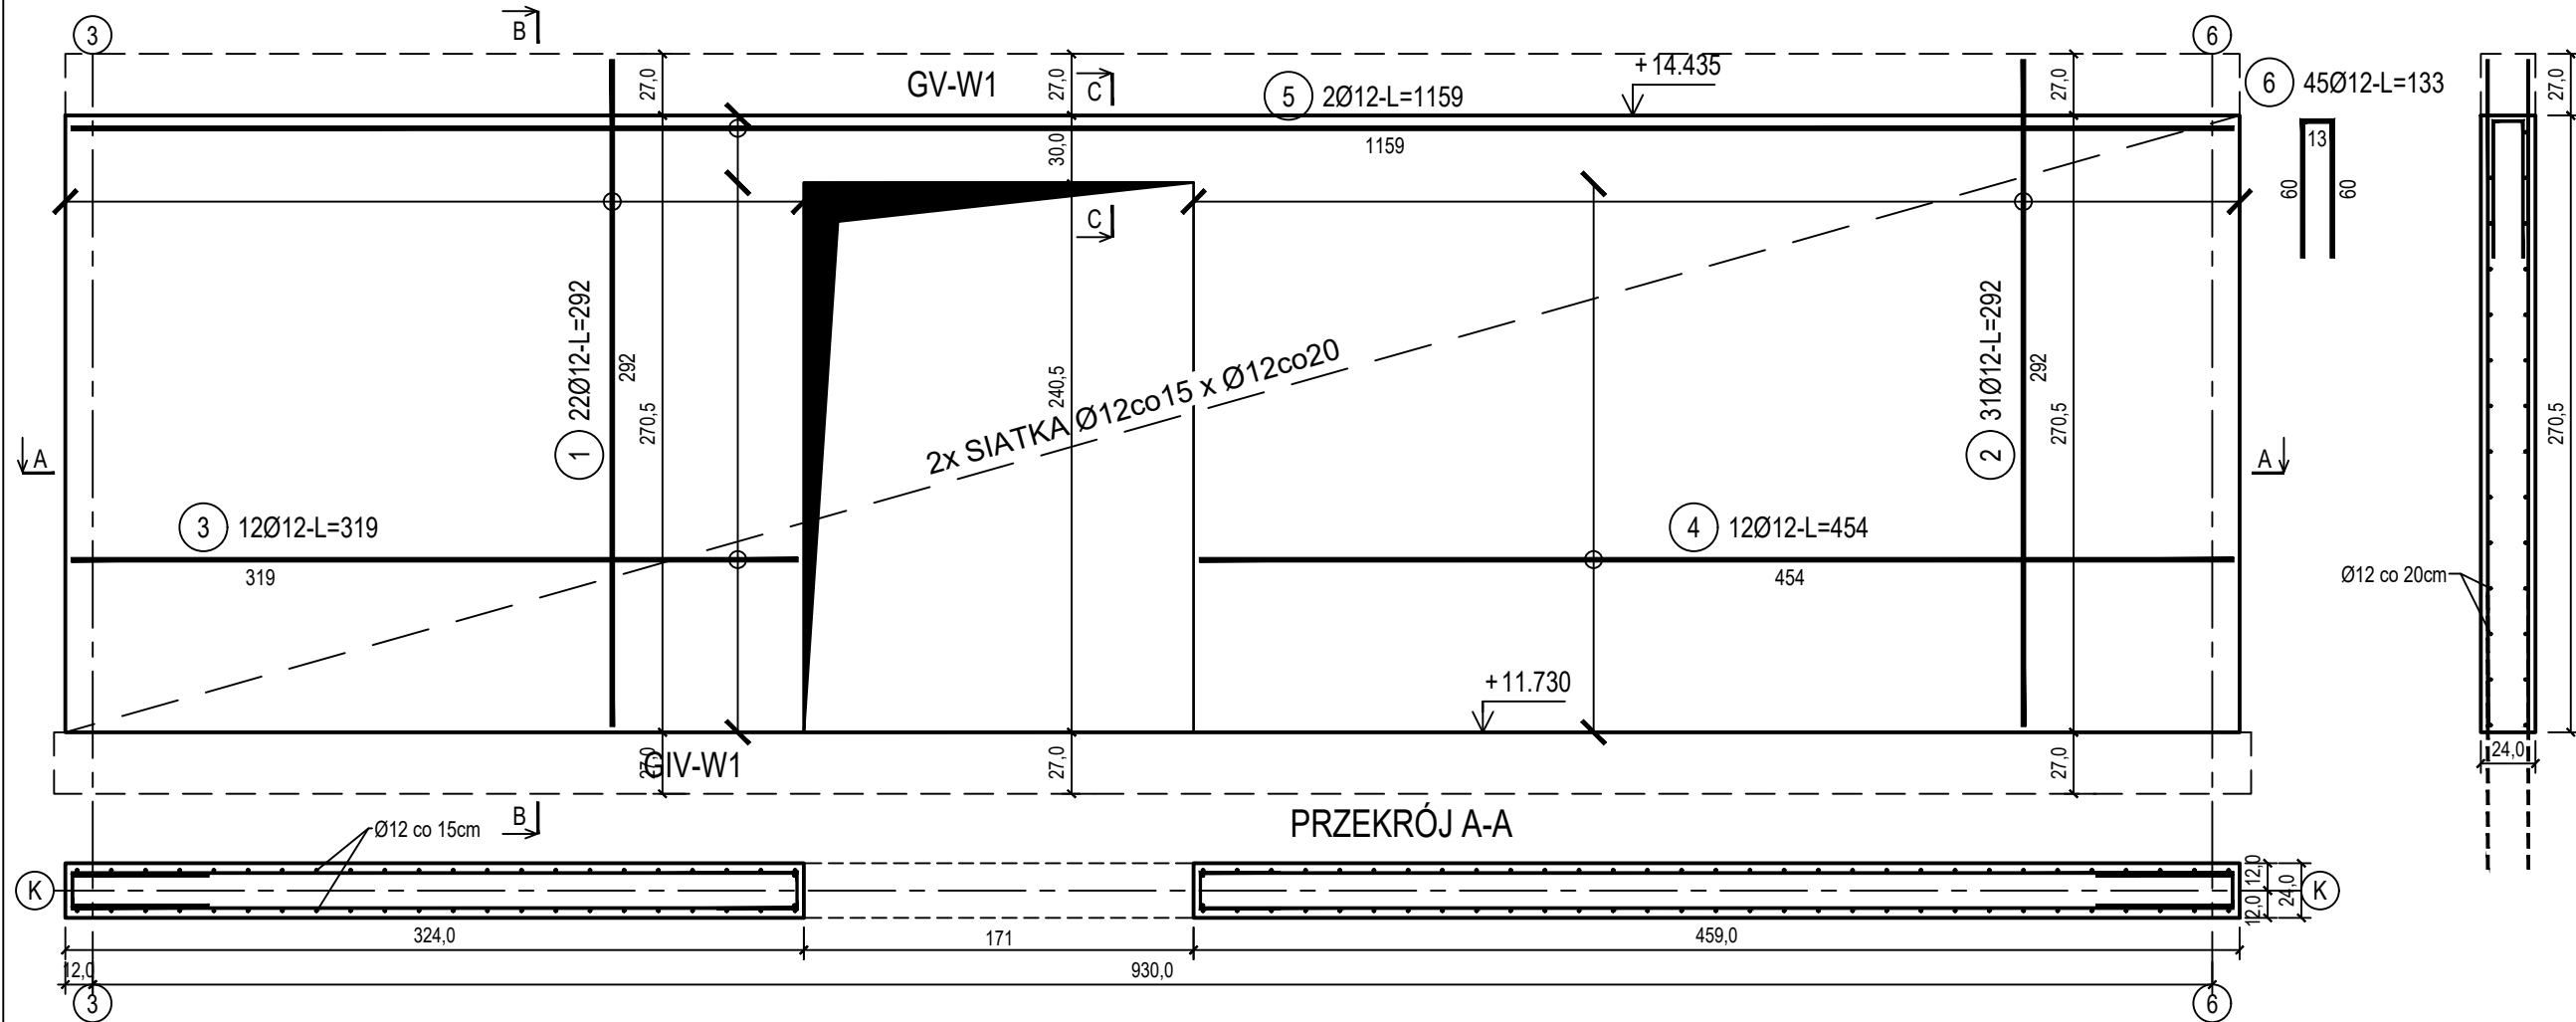 3
B
6
27,0
GV-W1
27,0
C
5 2Ø12-L=1159
+14.435
27,0
6 45Ø12-L=133
27,0
30,0
1159
13
60
60
C
1 22Ø12-L=292
292
270,5
240,5
2x SIATKA Ø12co15 x Ø12co20
2 31Ø12-L=292
292
270,5
270,5
A
A
3 12Ø12-L=319
319
4 12Ø12-L=454
454
Ø12 co 20cm
+11.730
27,0
GIV-W1
27,0
27,0
24,0
B
PRZEKRÓJ A-A
Ø12 co 15cm
K
12,0
12,0
24,0
K
324,0
171
459,0
12,0
930,0
3
6